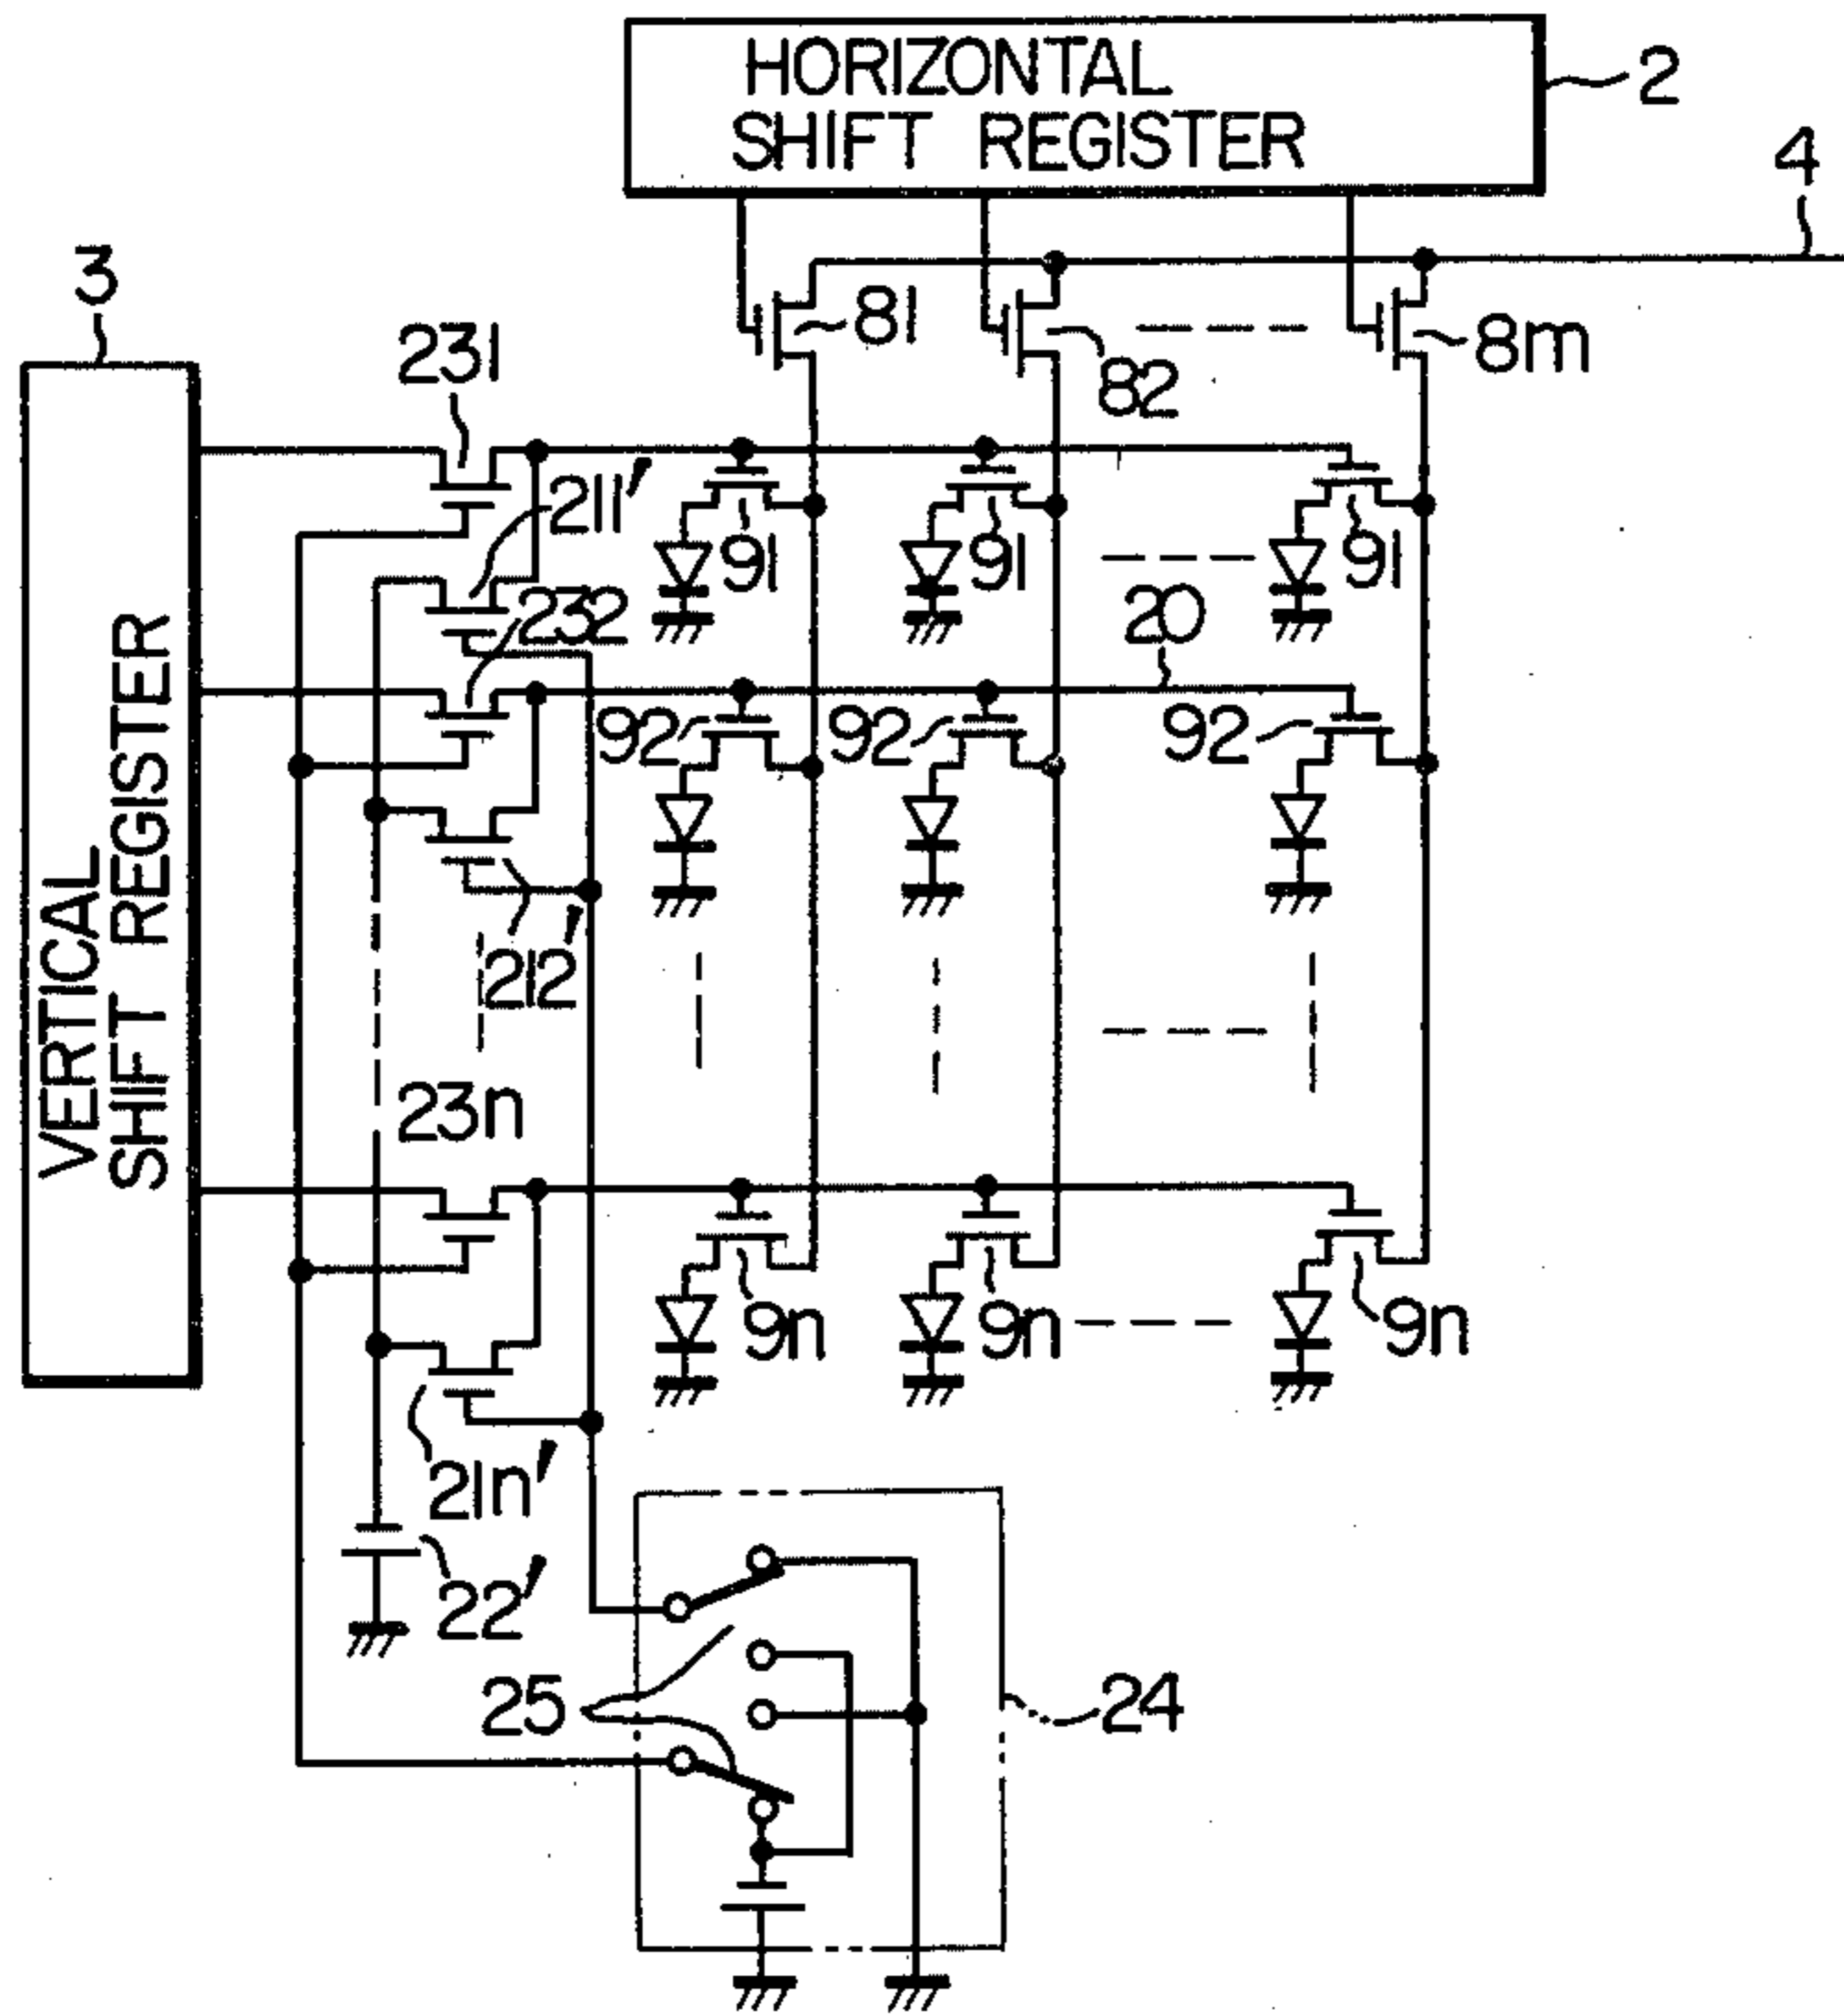 HORIZONTAL
SHIFT REGISTER
2
4
3
231
81
82
8m
211'
91
91
91
232
20
92
92
92
VERTICAL
SHIFT REGISTER
212'
23n
9n
9n
9n
21n'
22'
25
24